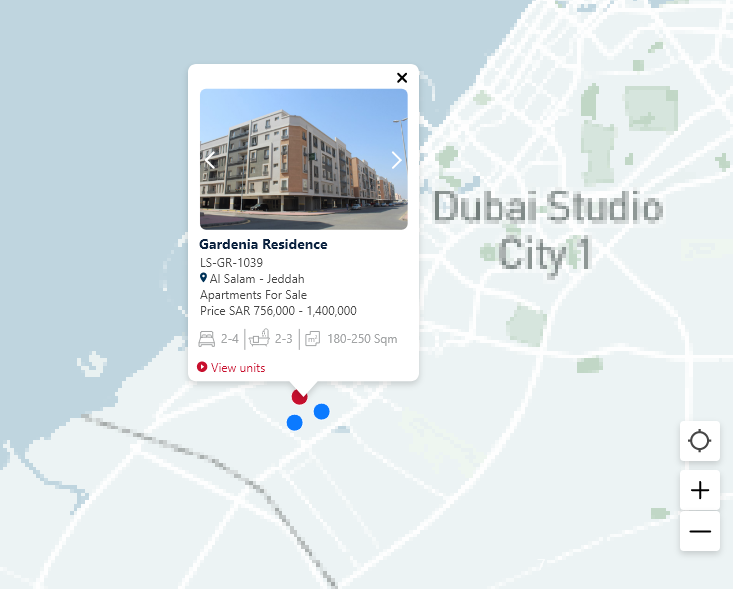 Gardenia Residence
LS-GR-1039
Al Salam - Jeddah
Apartments For Sale
Price SAR 756,000 - 1,400,000
2-4 2-3 m² 180-250 Sqm
View units
Dubai Studio
City 1